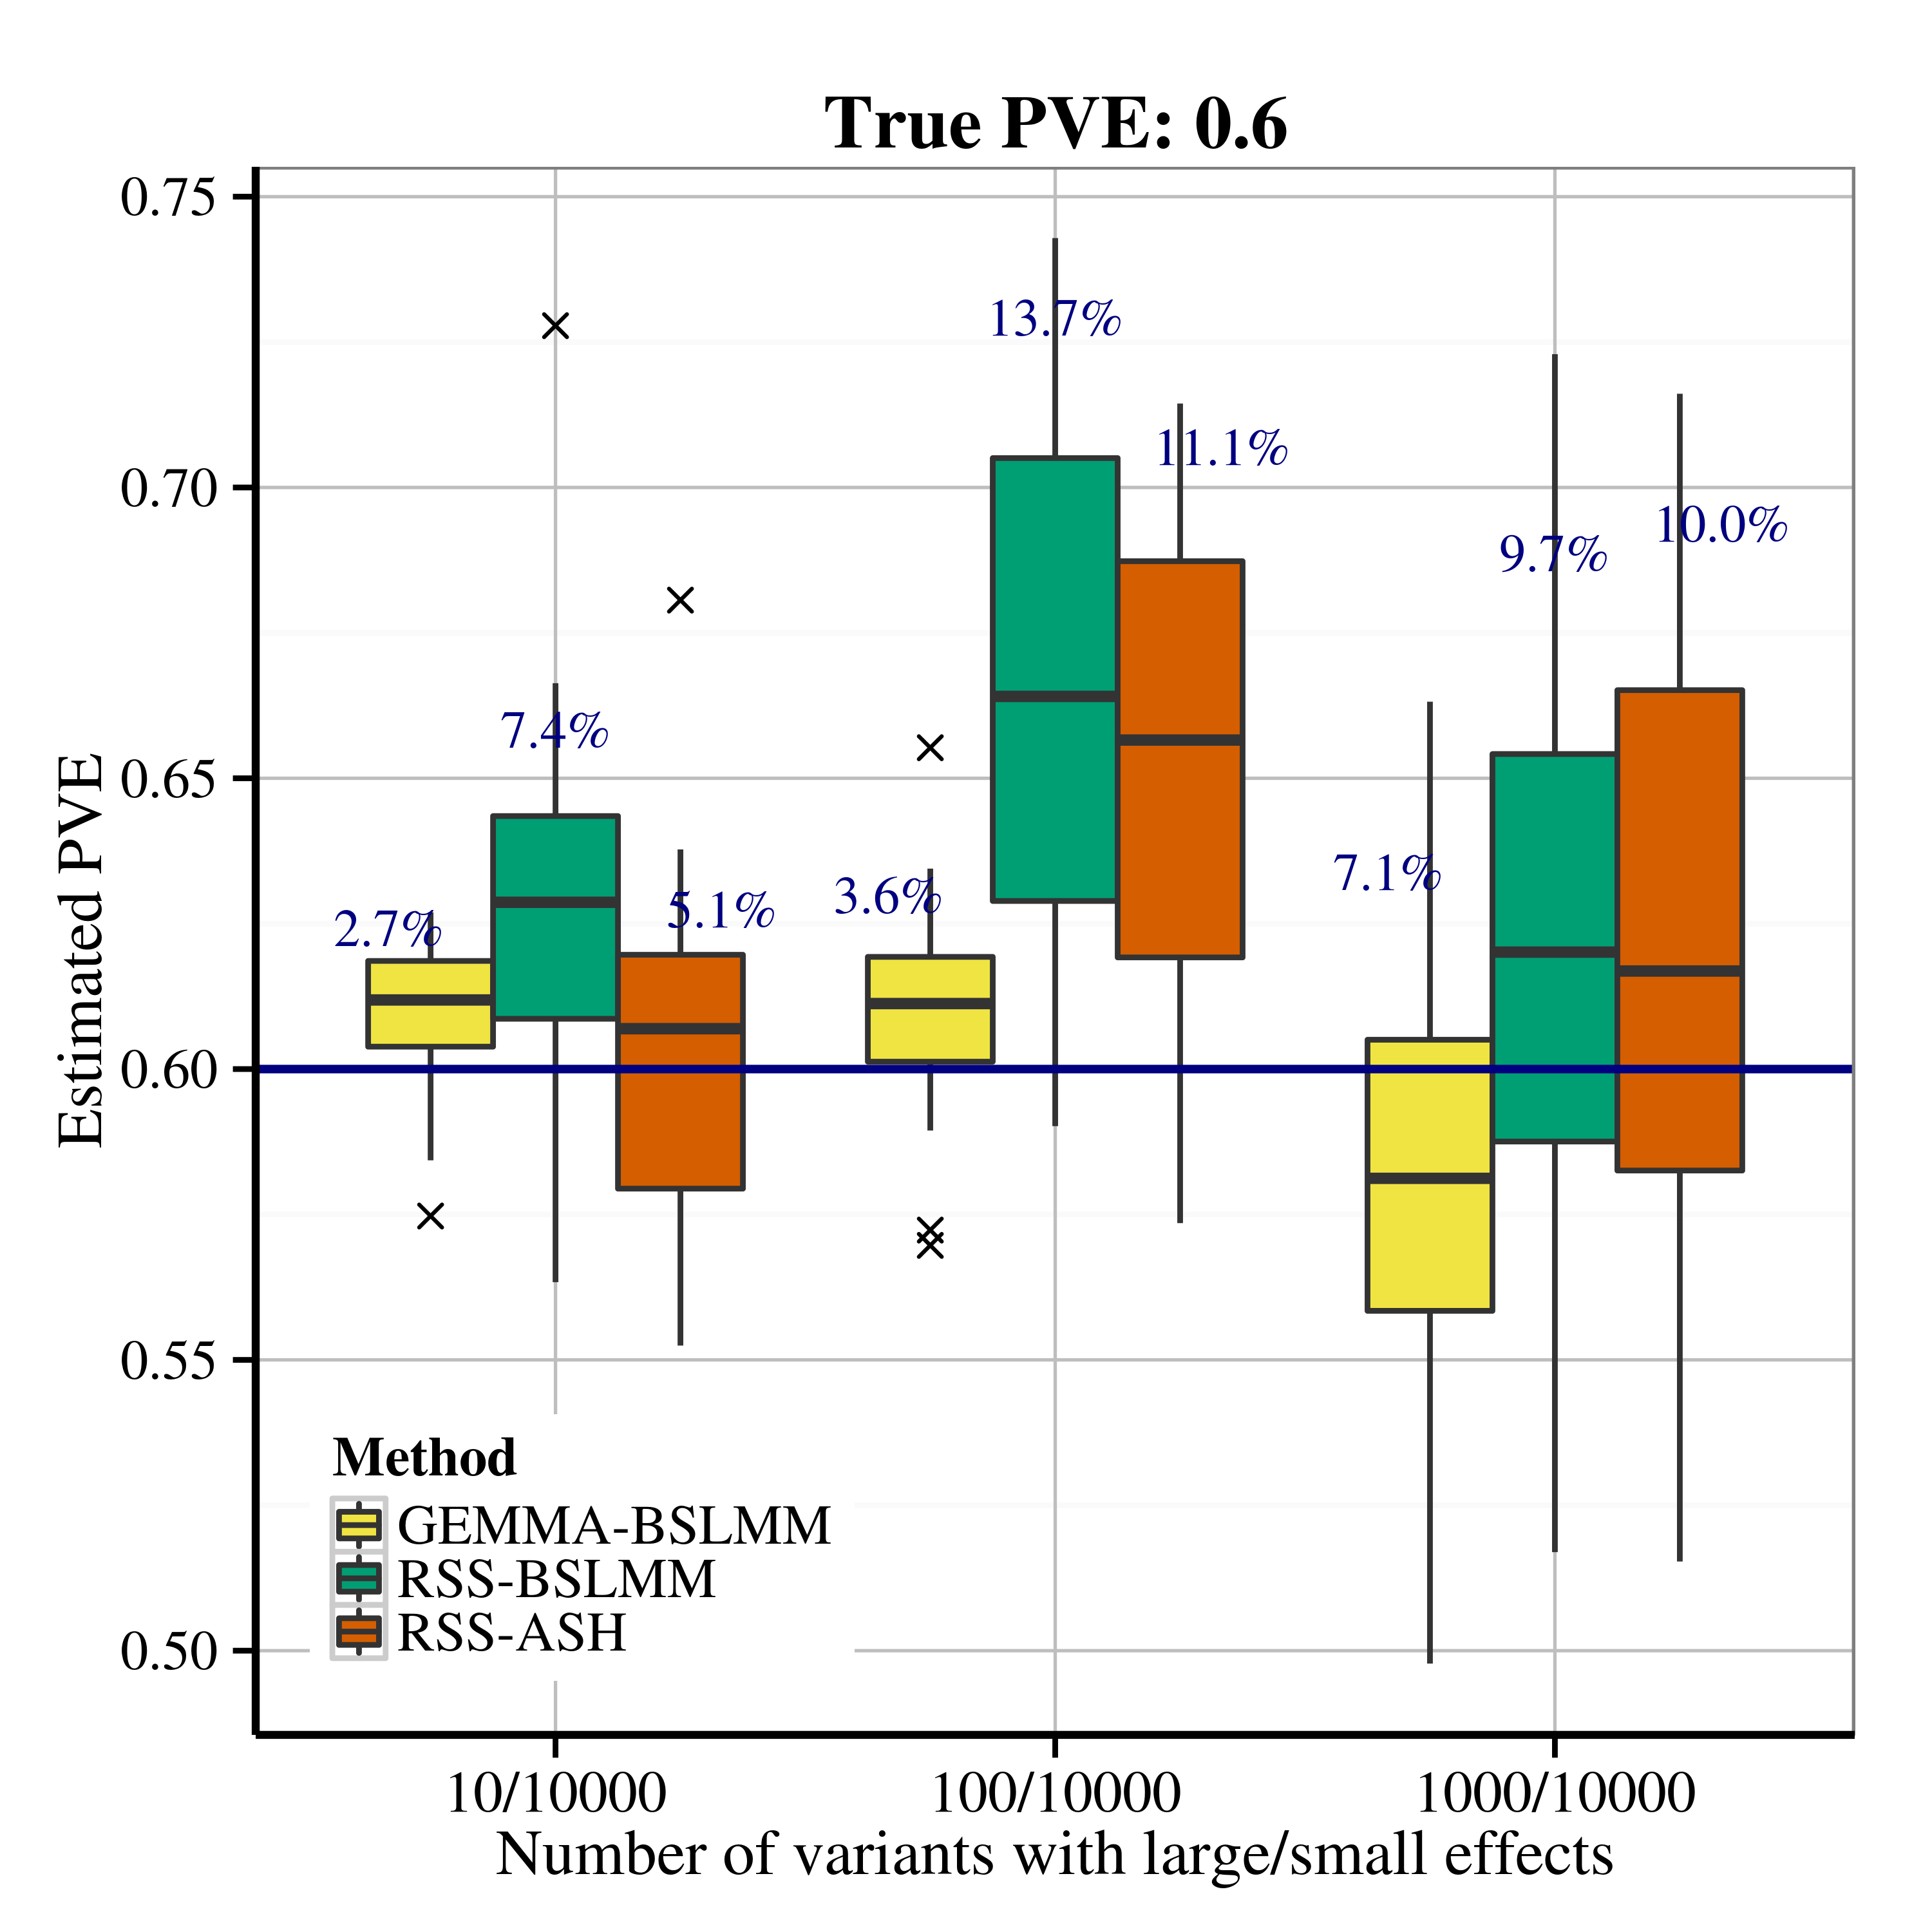 True PVE: 0.6
0.75
0.70
0.65
0.60
0.55
0.50
Estimated PVE
2.7%
7.4%
5.1%
3.6%
13.7%
11.1%
7.1%
9.7%
10.0%
Method
GEMMA-BSLMM
RSS-BSLMM
RSS-ASH
10/10000
100/10000
1000/10000
Number of variants with large/small effects